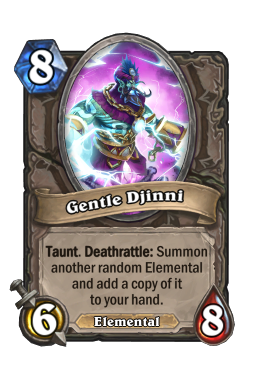 8
Gentle Djinni
Taunt. Deathrattle: Summon
another random Elemental
and add a copy of it
to your hand.
6
Elemental
8